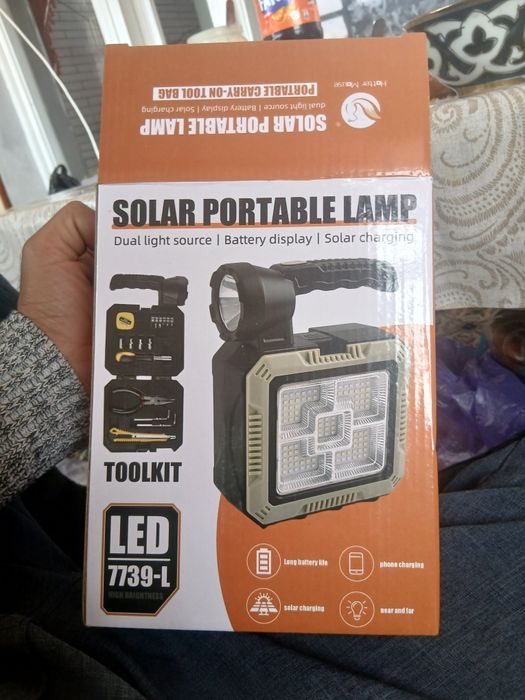 Hatter Mouse
SOLAR PORTABLE LAMP
dual light source | Battery display | Solar charging
PORTABLE CARRY-ON TOOL BAG
SOLAR PORTABLE LAMP
Dual light source | Battery display | Solar charging
TOOLKIT
LED
7739-L
HIGH BRIGHTNESS
Long battery life
phone charging
solar charging
near and far